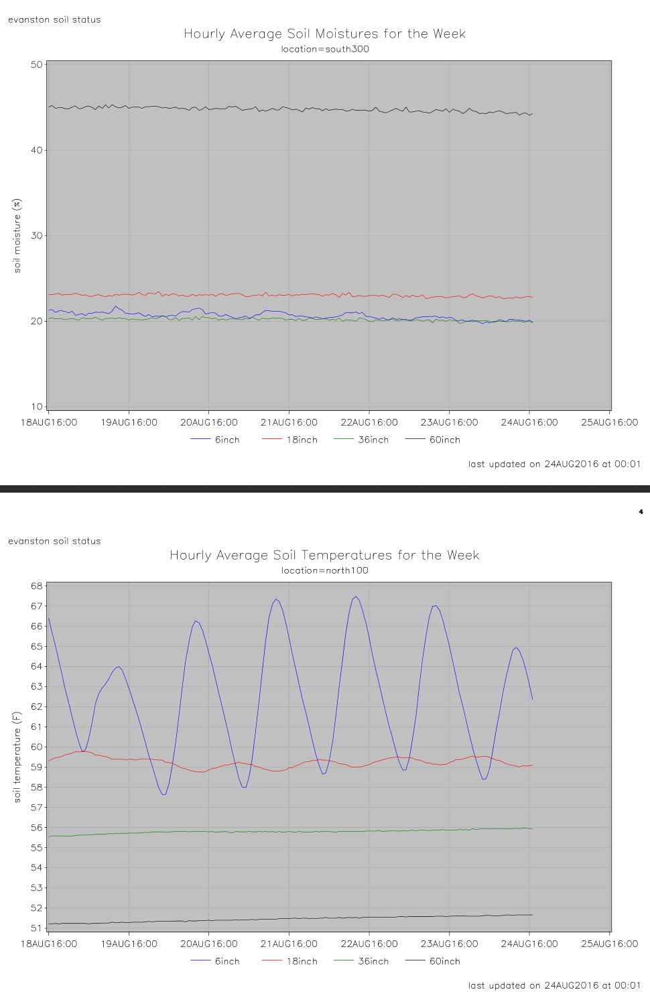 evanston soil status
Hourly Average Soil Moistures for the Week
location=south300
50
40
30
20
10
soil moisture (%)
18AUG16:00 19AUG16:00 20AUG16:00 21AUG16:00 22AUG16:00 23AUG16:00 24AUG16:00 25AUG16:00
6inch 18inch 36inch 60inch
last updated on 24AUG2016 at 00:01
4
evanston soil status
Hourly Average Soil Temperatures for the Week
location=north100
68
67
66
65
64
63
62
61
60
59
58
57
56
55
54
53
52
51
soil temperature (F)
18AUG16:00 19AUG16:00 20AUG16:00 21AUG16:00 22AUG16:00 23AUG16:00 24AUG16:00 25AUG16:00
6inch 18inch 36inch 60inch
last updated on 24AUG2016 at 00:01